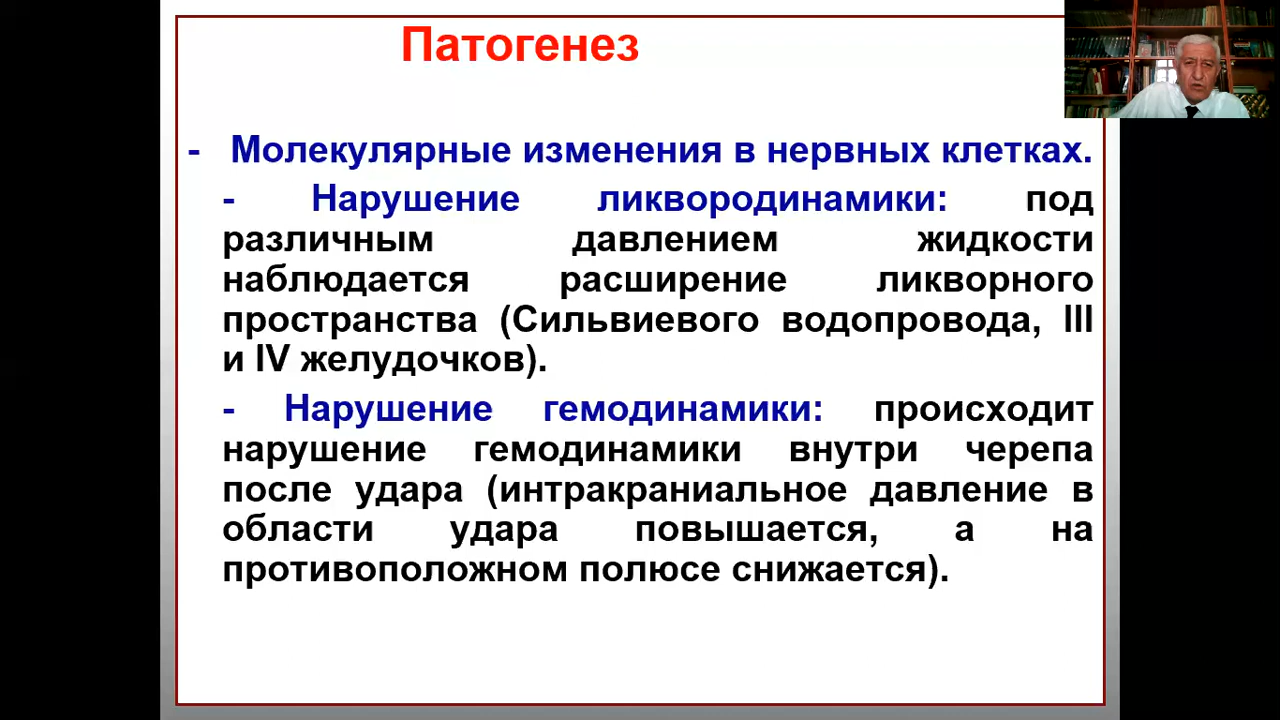 Патогенез
- Молекулярные изменения в нервных клетках.
- Нарушение ликвородинамики: под
различным давлением жидкости
наблюдается расширение ликворного
пространства (Сильвиевого водопровода, III
и IV желудочков).
- Нарушение гемодинамики: происходит
нарушение гемодинамики внутри черепа
после удара (интракраниальное давление в
области удара повышается, а на
противоположном полюсе снижается).